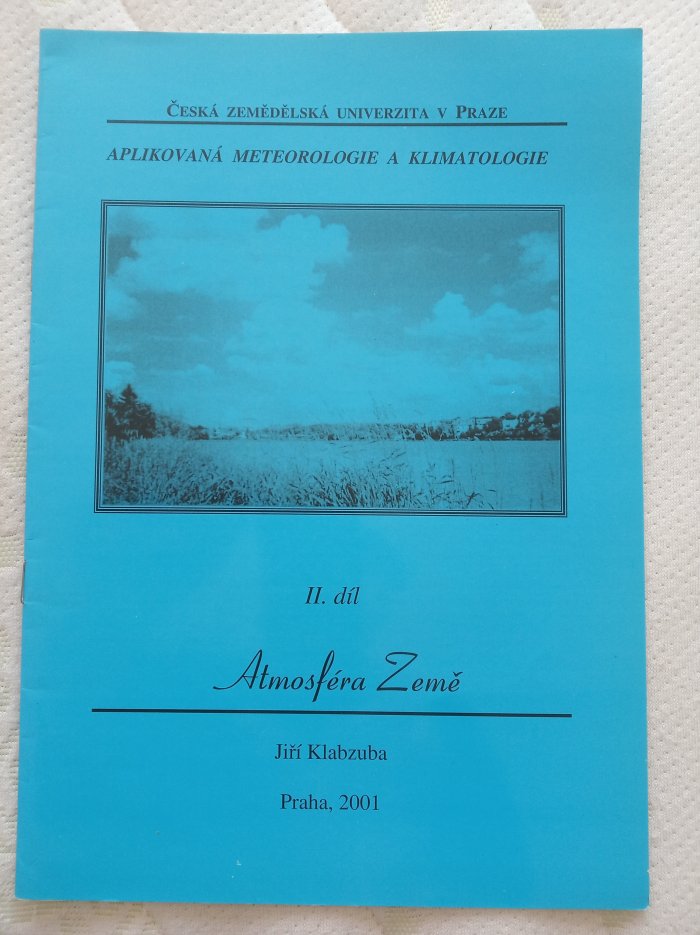 ČESKÁ ZEMĚDĚLSKÁ UNIVERZITA V PRAZE
APLIKOVANÁ METEOROLOGIE A KLIMATOLOGIE
II. díl
Atmosféra Země
Jiří Klabzuba
Praha, 2001